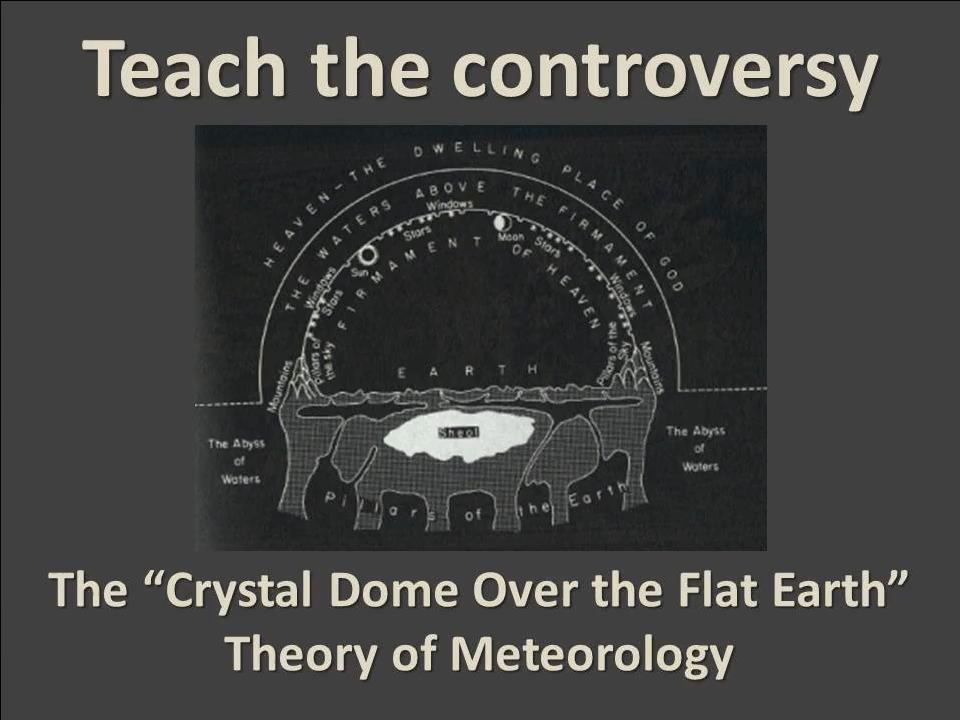 Teach the controversy
HEAVEN-THE DWELLING PLACE OF GOD
THE WATERS ABOVE THE FIRMAMENT
Windows
Stars
Moon
Stars
Sun
FIRMAMENT OF HEAVEN
Windows
Stars
Windows
Pillars of the sky
Pillars of the Sky
Mountains
Mountains
EARTH
Sheol
The Abyss
of
Waters
The Abyss
of
Waters
Pillars of the Earth
The “Crystal Dome Over the Flat Earth”
Theory of Meteorology